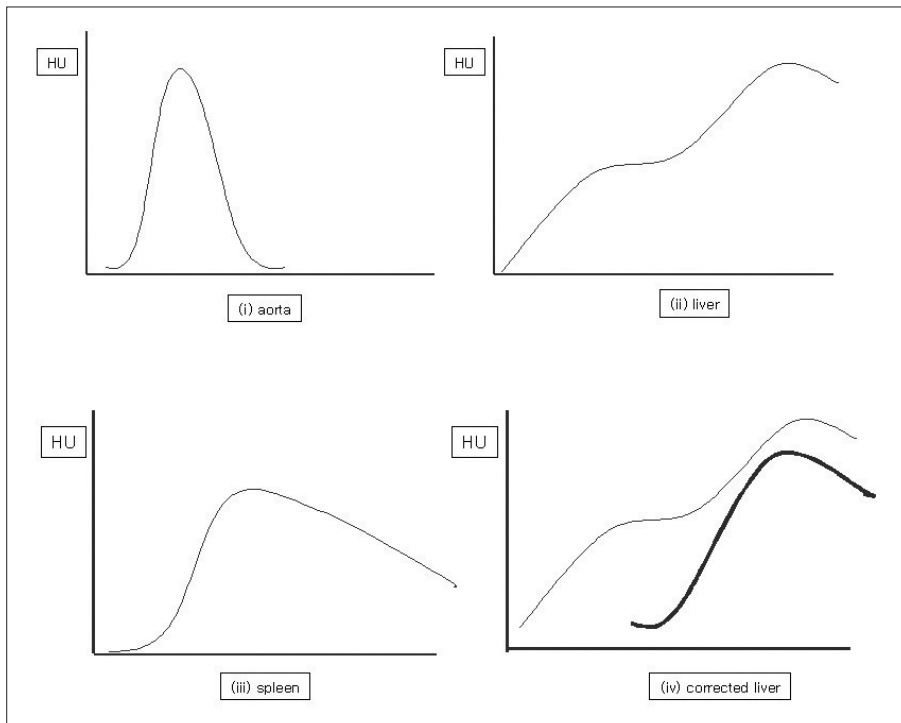 HU
HU
(i) aorta
(ii) liver
HU
HU
(iii) spleen
(iv) corrected liver